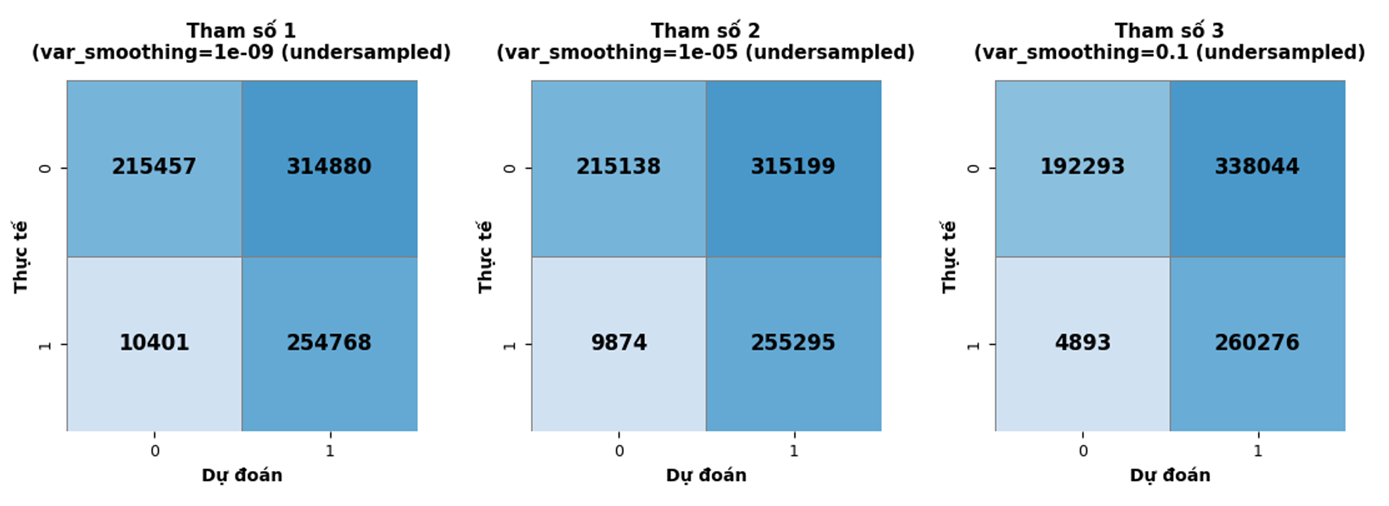 Tham số 1
(var_smoothing=1e-09 (undersampled)
0
215457
314880
Thực tế
1
10401
254768
0
1
Dự đoán
Tham số 2
(var_smoothing=1e-05 (undersampled)
0
215138
315199
Thực tế
1
9874
255295
0
1
Dự đoán
Tham số 3
(var_smoothing=0.1 (undersampled)
0
192293
338044
Thực tế
1
4893
260276
0
1
Dự đoán